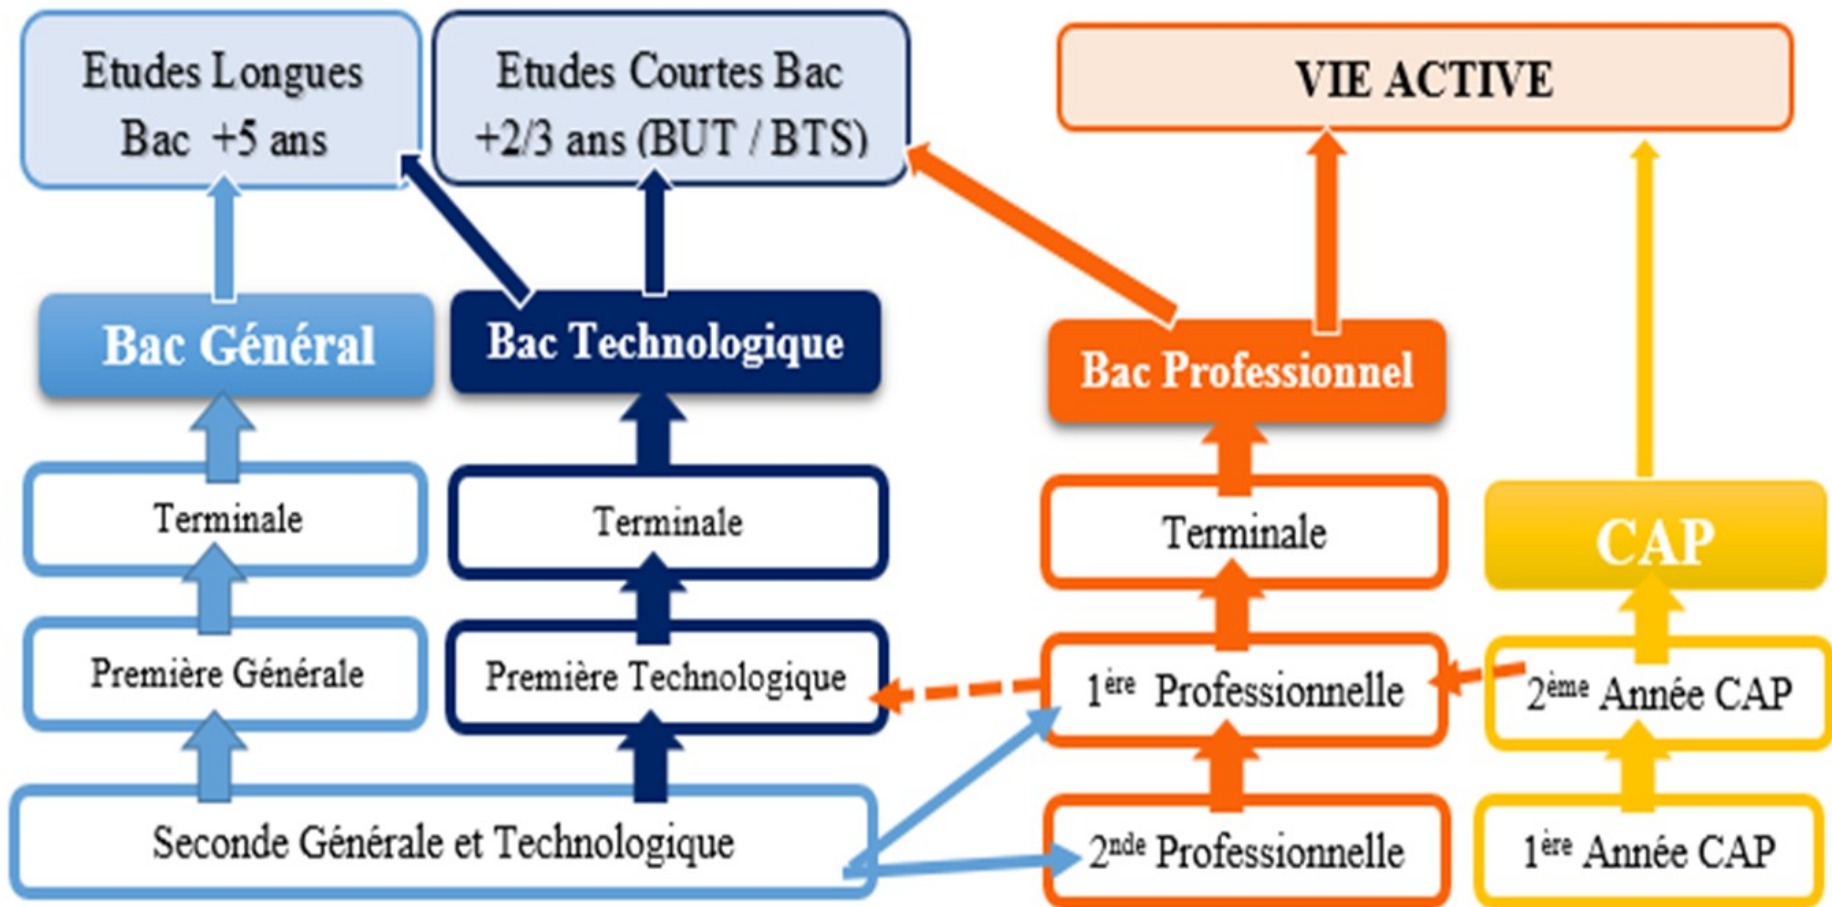 Etudes Longues
Bac +5 ans
Etudes Courtes Bac
+2/3 ans (BUT / BTS)
VIE ACTIVE
Bac Général
Bac Technologique
Bac Professionnel
Terminale
Terminale
Terminale
CAP
Première Générale
Première Technologique
1ère Professionnelle
2ème Année CAP
Seconde Générale et Technologique
2nde Professionnelle
1ère Année CAP